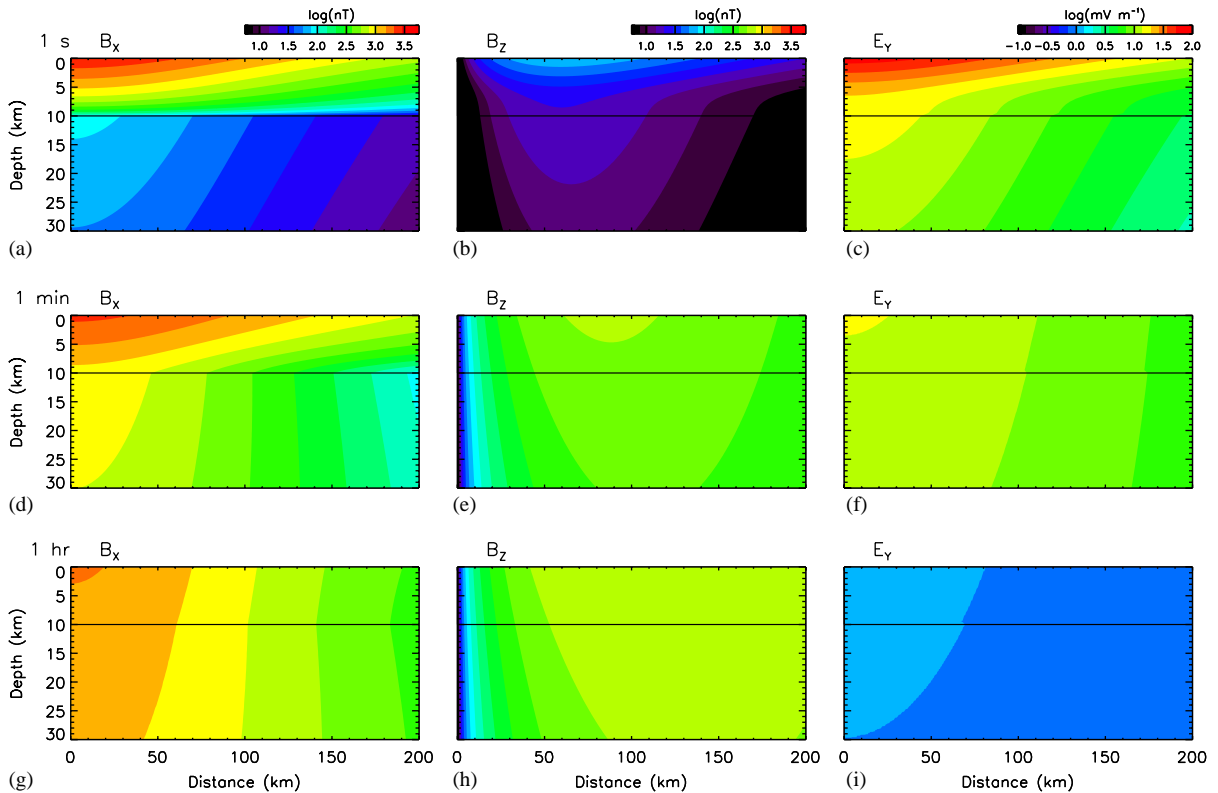 log(nT) log(nT) log(mV m⁻¹)
1 s B_X B_Z E_Y
1.0 1.5 2.0 2.5 3.0 3.5 1.0 1.5 2.0 2.5 3.0 3.5 −1.0 −0.5 0.0 0.5 1.0 1.5 2.0
Depth (km)
0
5
10
15
20
25
30
(a) (b) (c)
1 min B_X B_Z E_Y
Depth (km)
0
5
10
15
20
25
30
(d) (e) (f)
1 hr B_X B_Z E_Y
Depth (km)
0
5
10
15
20
25
30
0 50 100 150 200 0 50 100 150 200 0 50 100 150 200
(g) Distance (km) (h) Distance (km) (i) Distance (km)